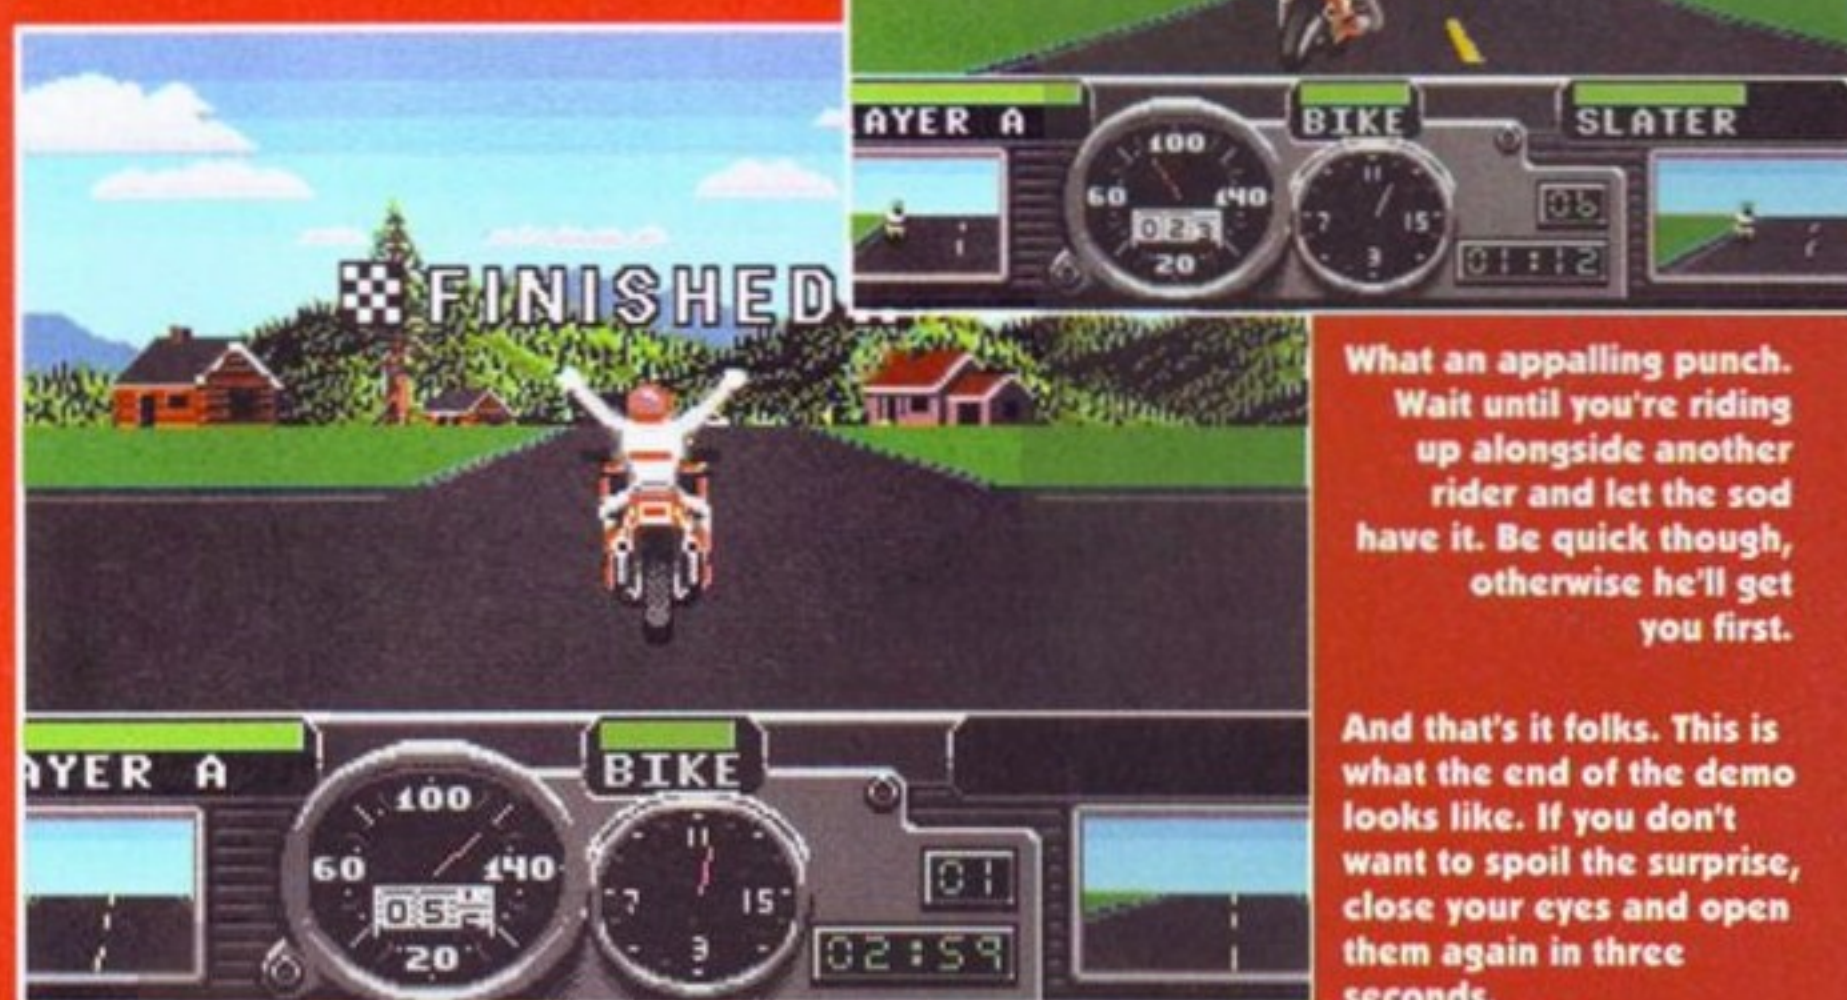 AYER A
BIKE
SLATER
100
60
140
20
11
7
15
3
06
01:12
FINISHED
What an appalling punch.
Wait until you're riding
up alongside another
rider and let the sod
have it. Be quick though,
otherwise he'll get
you first.
And that's it folks. This is
what the end of the demo
looks like. If you don't
want to spoil the surprise,
close your eyes and open
them again in three
seconds.
AYER A
BIKE
100
60
140
20
11
7
15
3
01
02:59